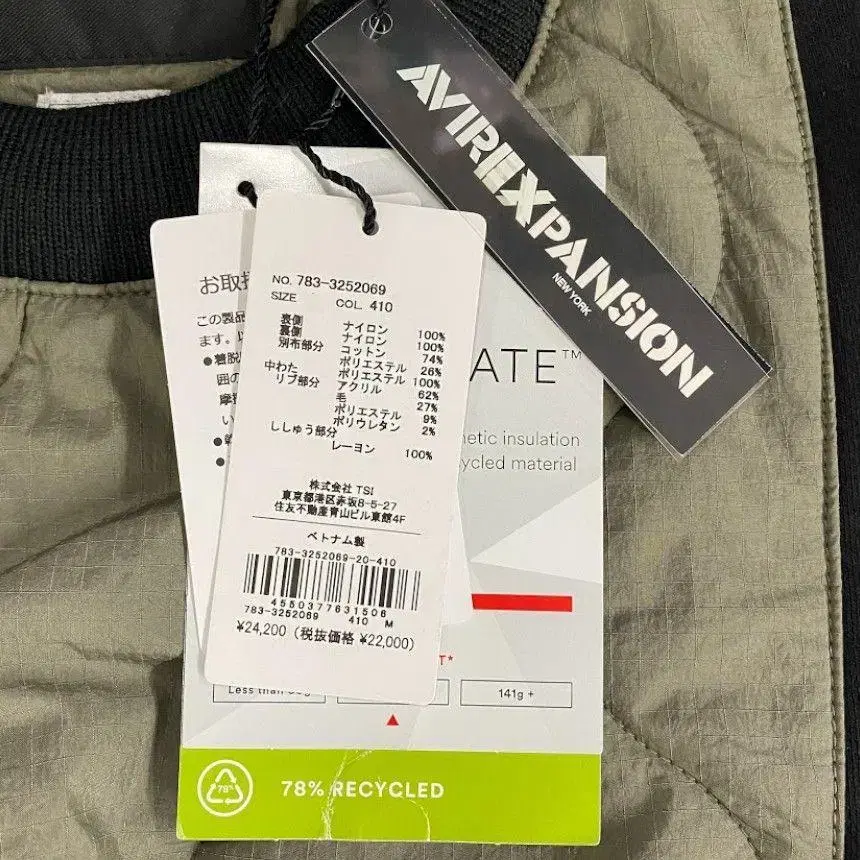 AVIREXPANSION
NEW YORK
お取扱
この製品
ます。
●着脱
囲の
摩擦
い
NO. 783-3252069
SIZE COL. 410
表側 ナイロン 100%
裏側 ナイロン 100%
別布部分 コットン 74%
ポリエステル 26%
中わた ポリエステル 100%
リブ部分 アクリル 62%
毛 27%
ポリエステル 9%
ポリウレタン 2%
ししゅう部分
レーヨン 100%
株式会社 TSI
東京都港区赤坂8-5-27
住友不動産青山ビル東館4F
ベトナム製
783-3252069-20-410
4550377631506
783-3252069 410 M
¥24,200 (税抜価格 ¥22,000)
ATE™
netic insulation
ycled material
T*
Less than
141g +
78%
78% RECYCLED